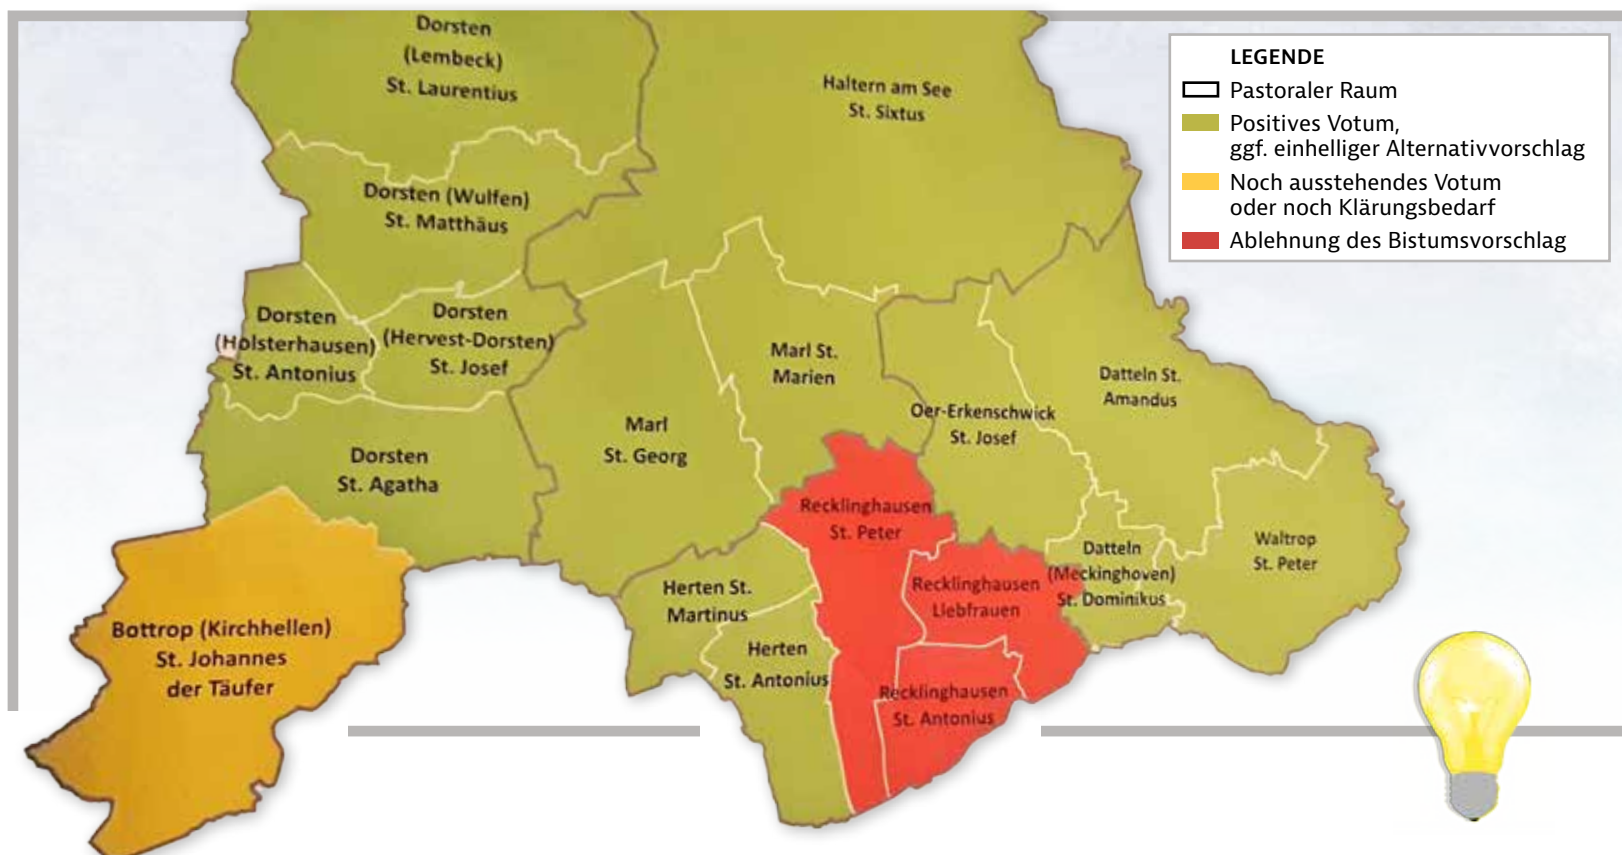 Dorsten
(Lembeck)
St. Laurentius
Haltern am See
St. Sixtus
LEGENDE
Pastoraler Raum
Positives Votum,
ggf. einhelliger Alternativvorschlag
Noch ausstehendes Votum
oder noch Klärungsbedarf
Ablehnung des Bistumsvorschlag
Dorsten (Wulfen)
St. Matthäus
Dorsten
(Holsterhausen)
St. Antonius
Dorsten
(Hervest-Dorsten)
St. Josef
Marl St.
Marien
Datteln St.
Amandus
Oer-Erkenschwick
St. Josef
Marl
St. Georg
Dorsten
St. Agatha
Recklinghausen
St. Peter
Waltrop
St. Peter
Datteln
(Meckinghoven)
St. Dominikus
Recklinghausen
Liebfrauen
Herten St.
Martinus
Bottrop (Kirchhellen)
St. Johannes
der Täufer
Herten
St. Antonius
Recklinghausen
St. Antonius